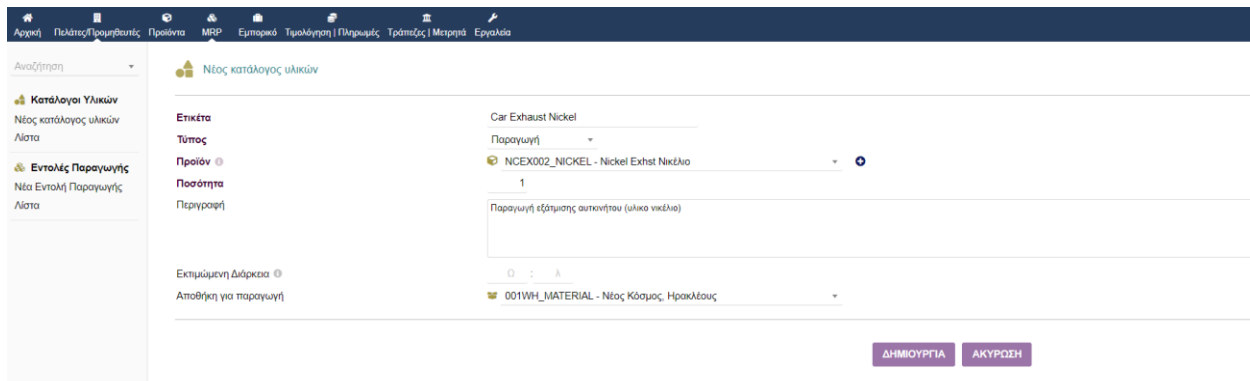 Αρχική Πελάτες/Προμηθευτές Προϊόντα MRP Εμπορικό Τιμολόγηση | Πληρωμές Τράπεζες | Μετρητά Εργαλεία
Αναζήτηση
Κατάλογοι Υλικών
Νέος κατάλογος υλικών
Λίστα
Εντολές Παραγωγής
Νέα Εντολή Παραγωγής
Λίστα
Νέος κατάλογος υλικών
Ετικέτα Car Exhaust Nickel
Τύπος Παραγωγή
Προϊόν NCEX002_NICKEL - Nickel Exhst Νικέλιο
Ποσότητα 1
Περιγραφή Παραγωγή εξάτμισης αυτκινήτου (υλικο νικέλιο)
Εκτιμώμενη Διάρκεια Ω : λ
Αποθήκη για παραγωγή 001WH_MATERIAL - Νέος Κόσμος, Ηρακλέους
ΔΗΜΙΟΥΡΓΙΑ ΑΚΥΡΩΣΗ